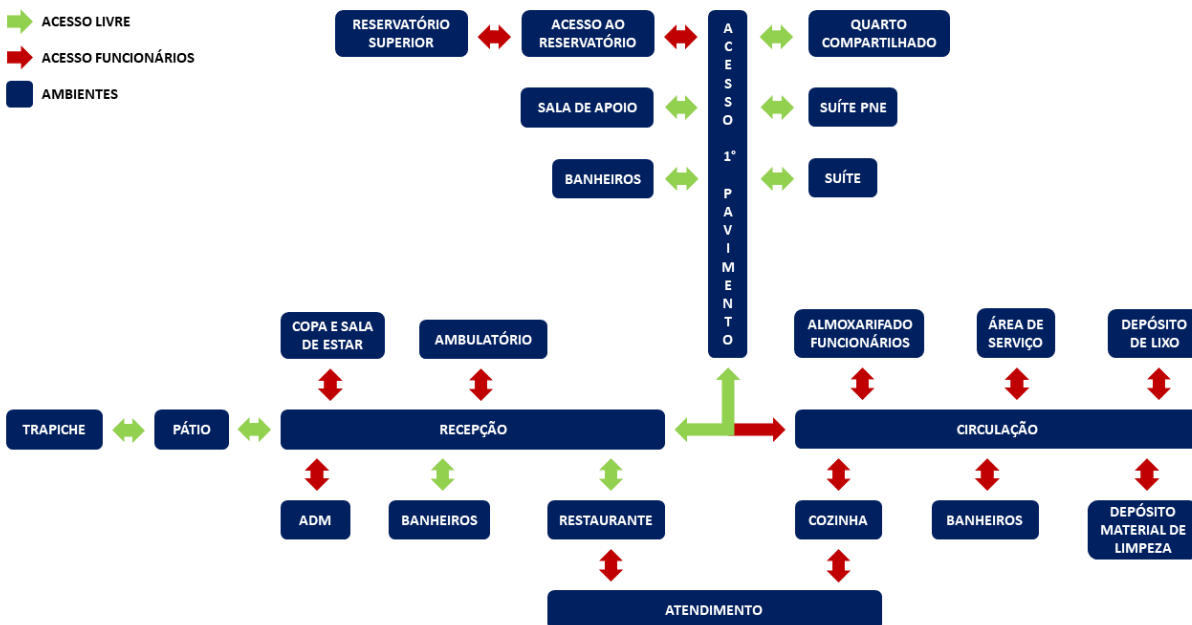 ACESSO LIVRE
ACESSO FUNCIONÁRIOS
AMBIENTES
RESERVATÓRIO
SUPERIOR
ACESSO AO
RESERVATÓRIO
ACESSO 1° PAVIMENTO
QUARTO
COMPARTILHADO
SALA DE APOIO
SUÍTE PNE
BANHEIROS
SUÍTE
COPA E SALA
DE ESTAR
AMBULATÓRIO
ALMOXARIFADO
FUNCIONÁRIOS
ÁREA DE
SERVIÇO
DEPÓSITO
DE LIXO
TRAPICHE
PÁTIO
RECEPÇÃO
CIRCULAÇÃO
ADM
BANHEIROS
RESTAURANTE
COZINHA
BANHEIROS
DEPÓSITO
MATERIAL DE
LIMPEZA
ATENDIMENTO